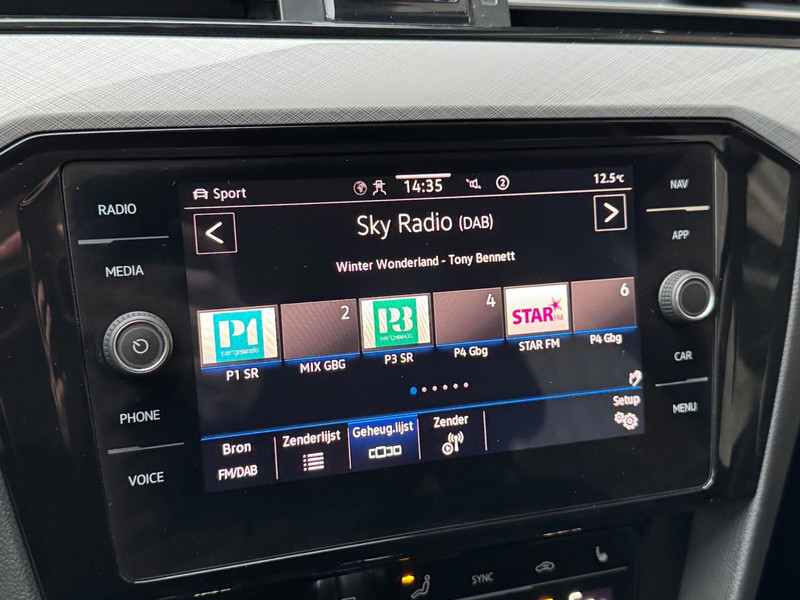 RADIO
MEDIA
PHONE
VOICE
Sport
14:35
2
12.5°C
Sky Radio (DAB)
Winter Wonderland - Tony Bennett
P1
P1 SR
2
MIX GBG
P3
P3 SR
4
P4 Gbg
STAR FM
STAR FM
6
P4 Gbg
Bron
FM/DAB
Zenderlijst
Geheug.lijst
Zender
Setup
NAV
APP
CAR
MENU
SYNC